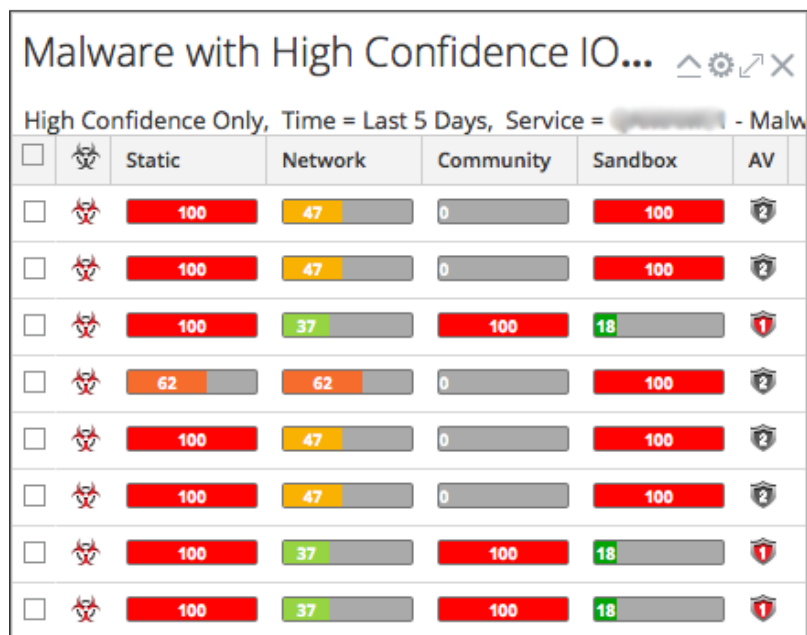 Malware with High Confidence IO...
High Confidence Only, Time = Last 5 Days, Service = - Malw
Static Network Community Sandbox AV
100 47 0 100 2
100 47 0 100 2
100 37 100 18 1
62 62 0 100 2
100 47 0 100 2
100 47 0 100 2
100 37 100 18 1
100 37 100 18 1